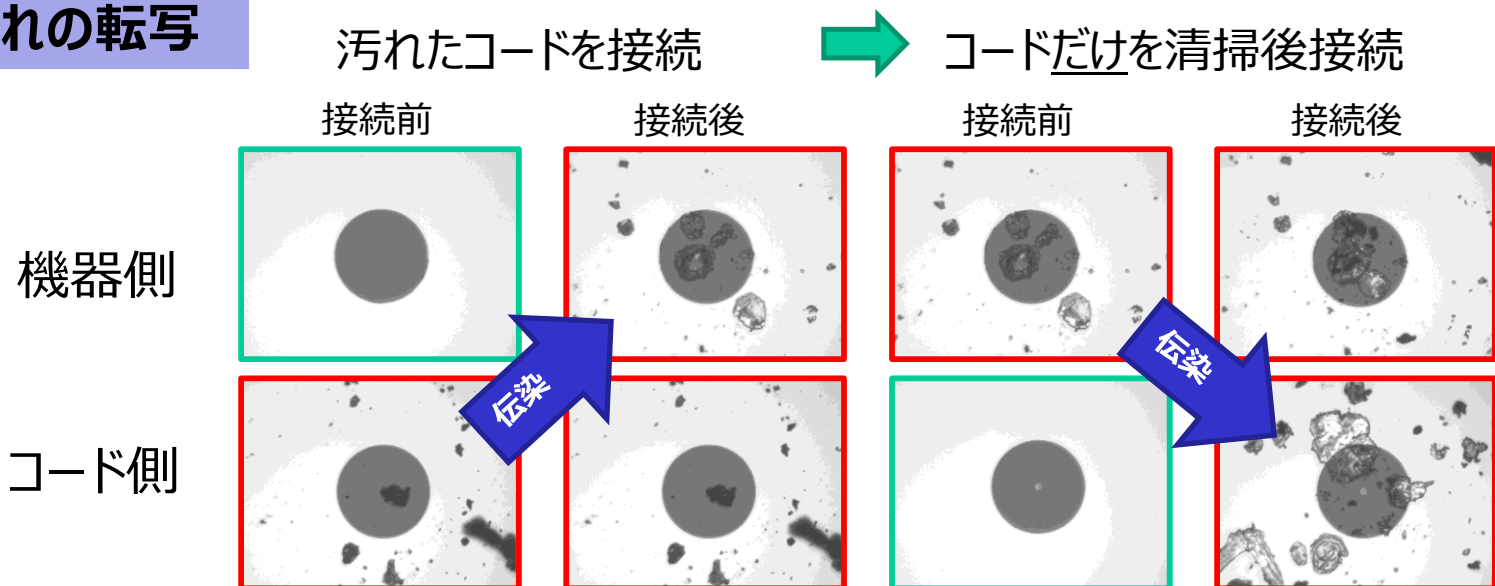 れの転写
汚れたコードを接続
コードだけを清掃後接続
接続前
接続後
接続前
接続後
機器側
伝染
伝染
コード側